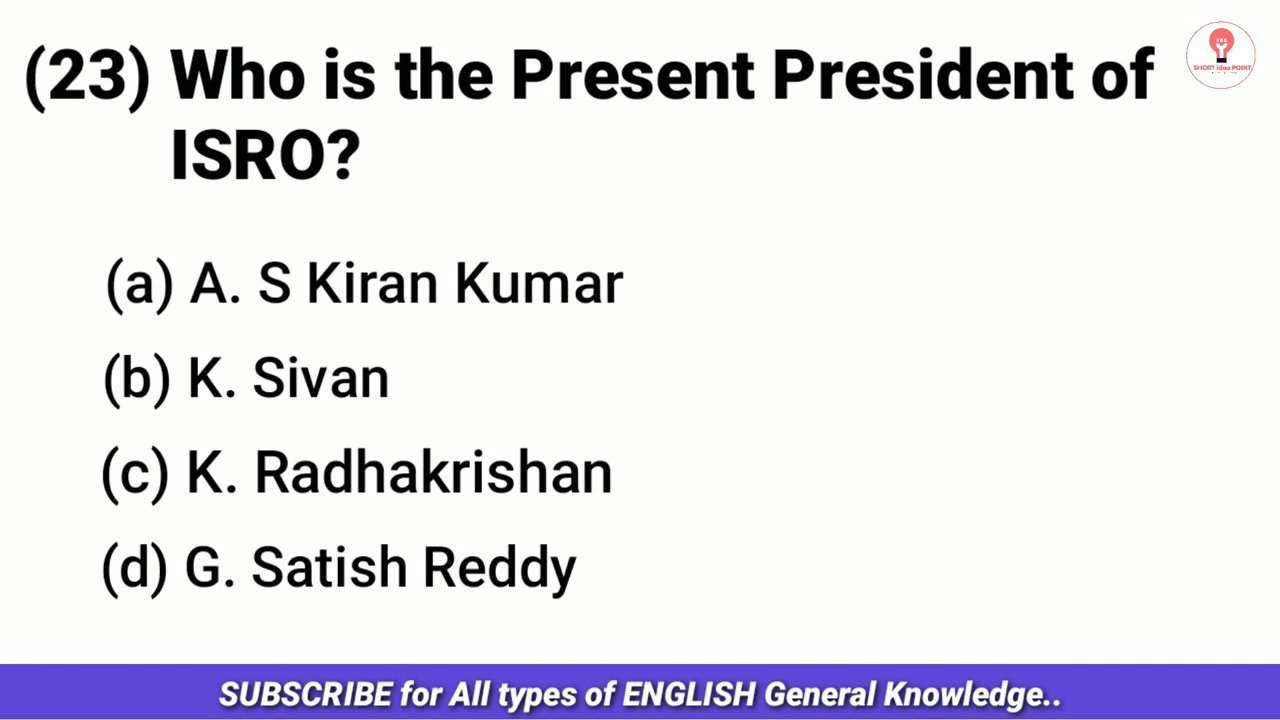 (23) Who is the Present President of
ISRO?
SHORT idea POINT
(a) A. S Kiran Kumar
(b) K. Sivan
(c) K. Radhakrishan
(d) G. Satish Reddy
SUBSCRIBE for All types of ENGLISH General Knowledge..